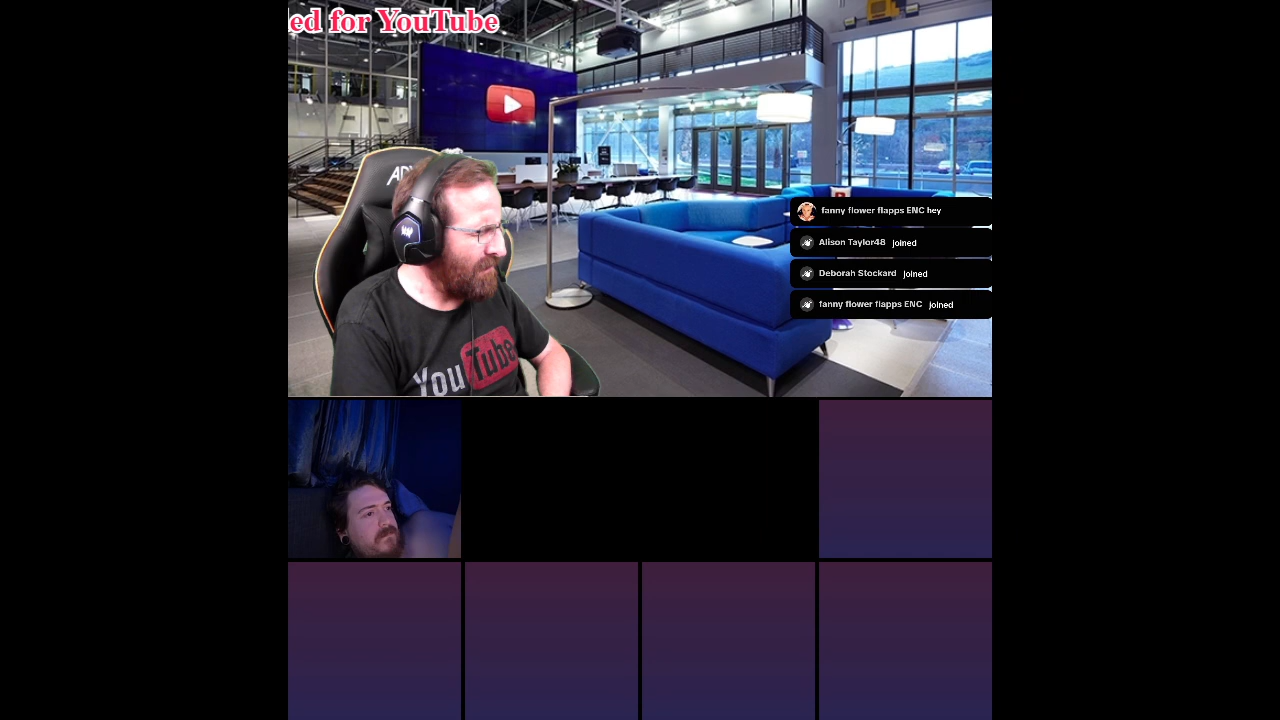 ed for YouTube
AD
fanny flower flapps ENC hey
Alison Taylor48 joined
Deborah Stockard joined
fanny flower flapps ENC joined
YouTube